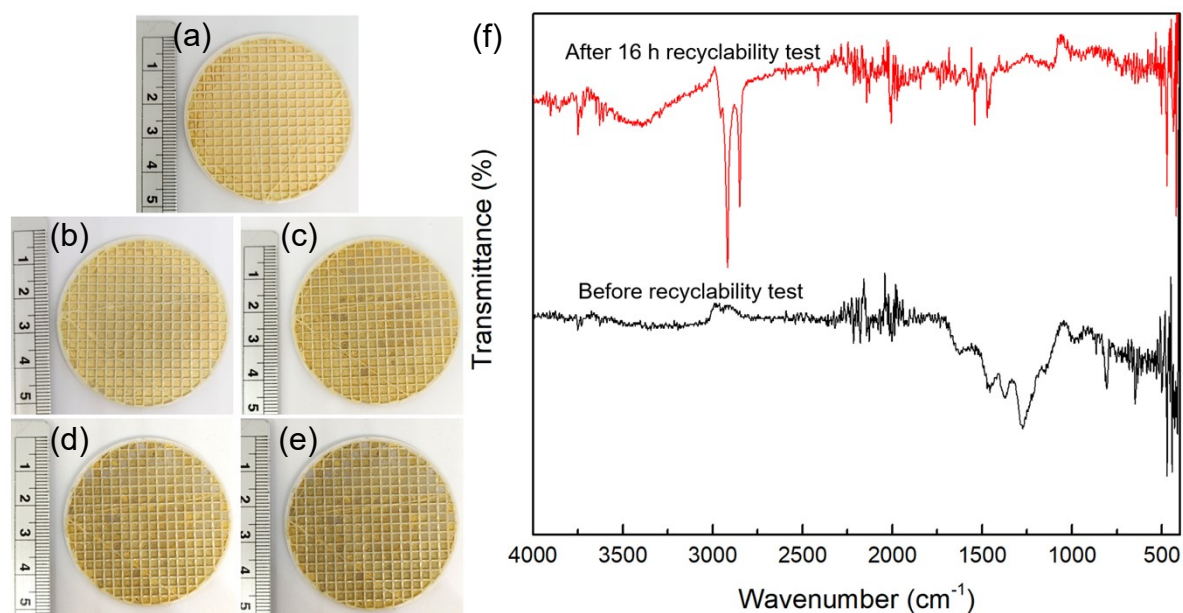 (a)
1
2
3
4
5
(b)
1
2
3
4
5
(c)
1
2
3
4
5
(d)
1
2
3
4
5
(e)
1
2
3
4
5
(f)
After 16 h recyclability test
Before recyclability test
Transmittance (%)
4000 3500 3000 2500 2000 1500 1000 500
Wavenumber (cm⁻¹)